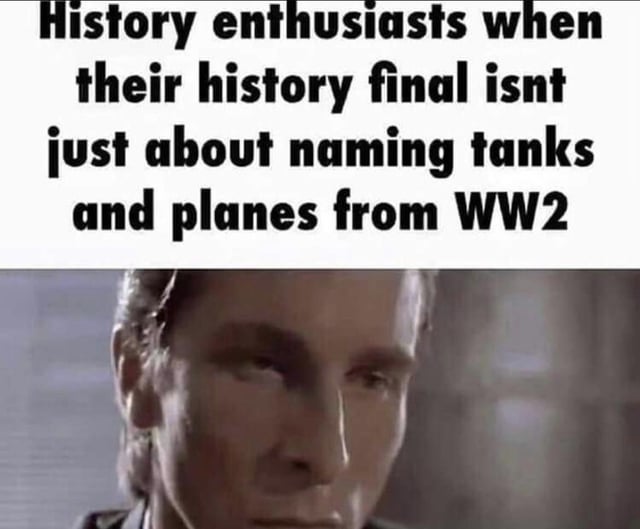 History enthusiasts when
their history final isnt
just about naming tanks
and planes from WW2